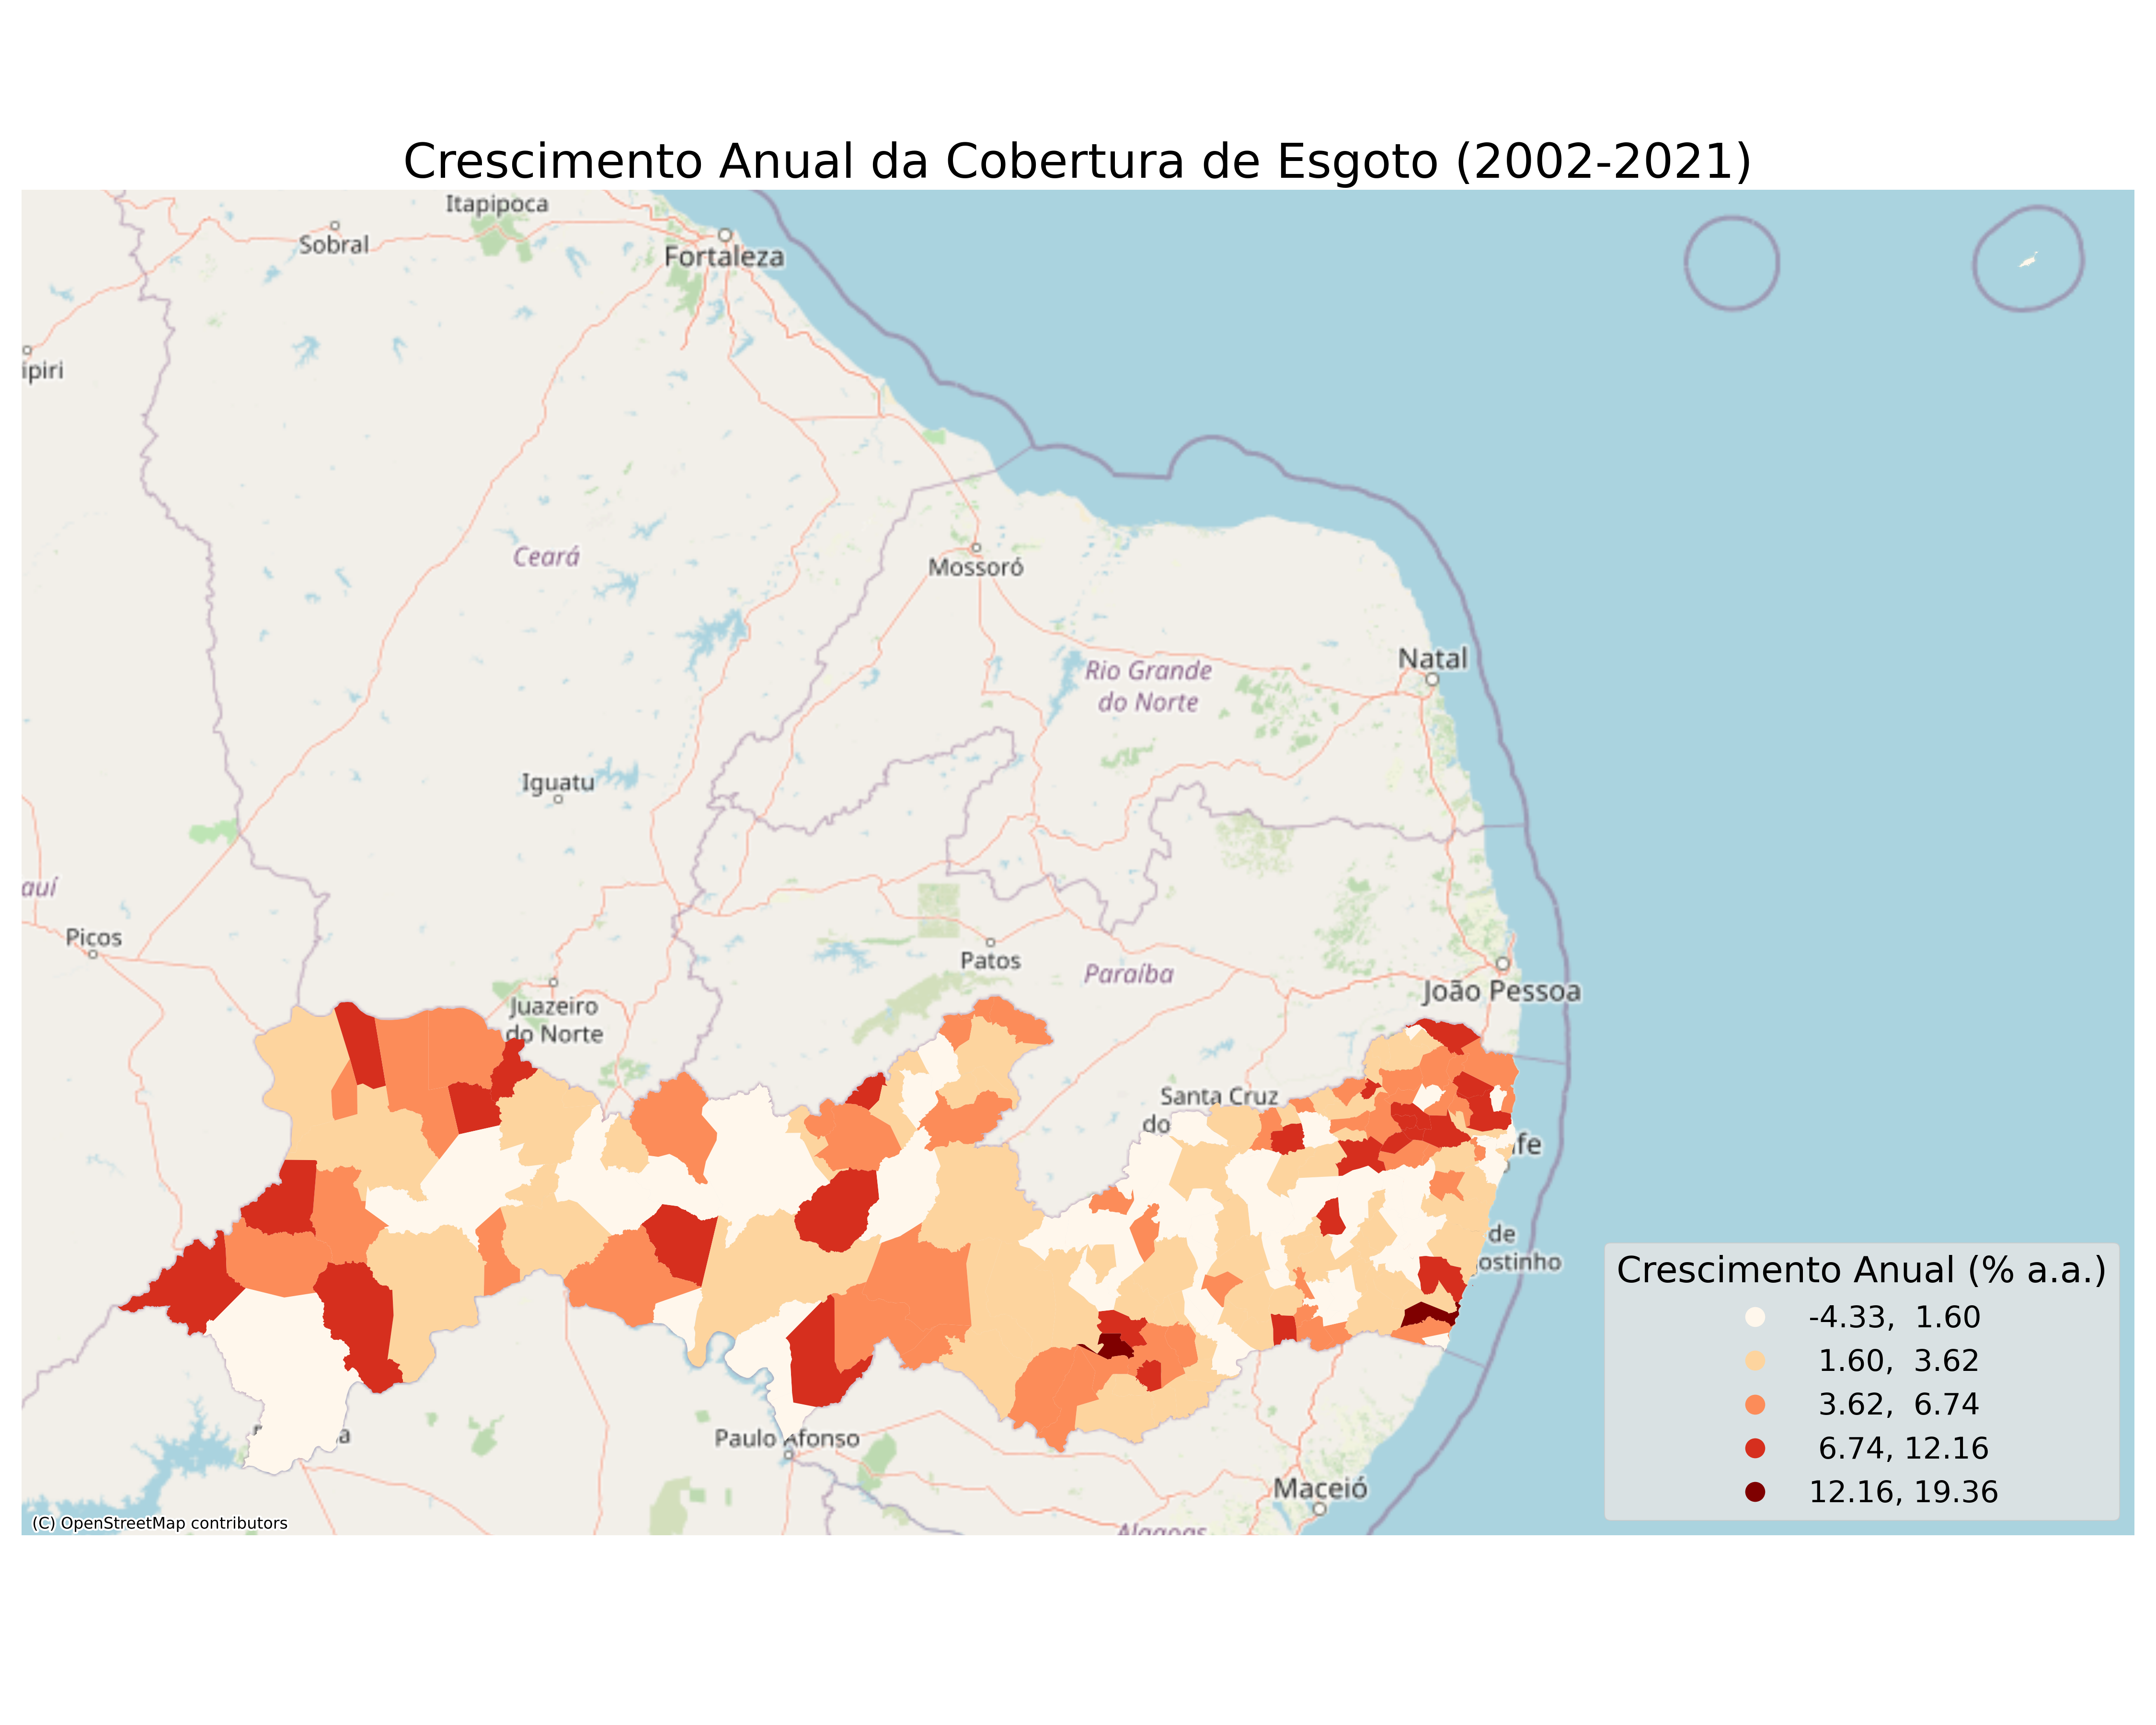 Crescimento Anual da Cobertura de Esgoto (2002-2021)
Itapipoca
Sobral
Fortaleza
ipiri
Ceará
Mossoró
Natal
Rio Grande
do Norte
Iguatu
auí
Picos
Patos
Paraíba
João Pessoa
Juazeiro
do Norte
Santa Cruz
do
ife
de
ostinho
Crescimento Anual (% a.a.)
-4.33, 1.60
1.60, 3.62
3.62, 6.74
6.74, 12.16
12.16, 19.36
a
Paulo Afonso
Maceió
Alagoas
(C) OpenStreetMap contributors